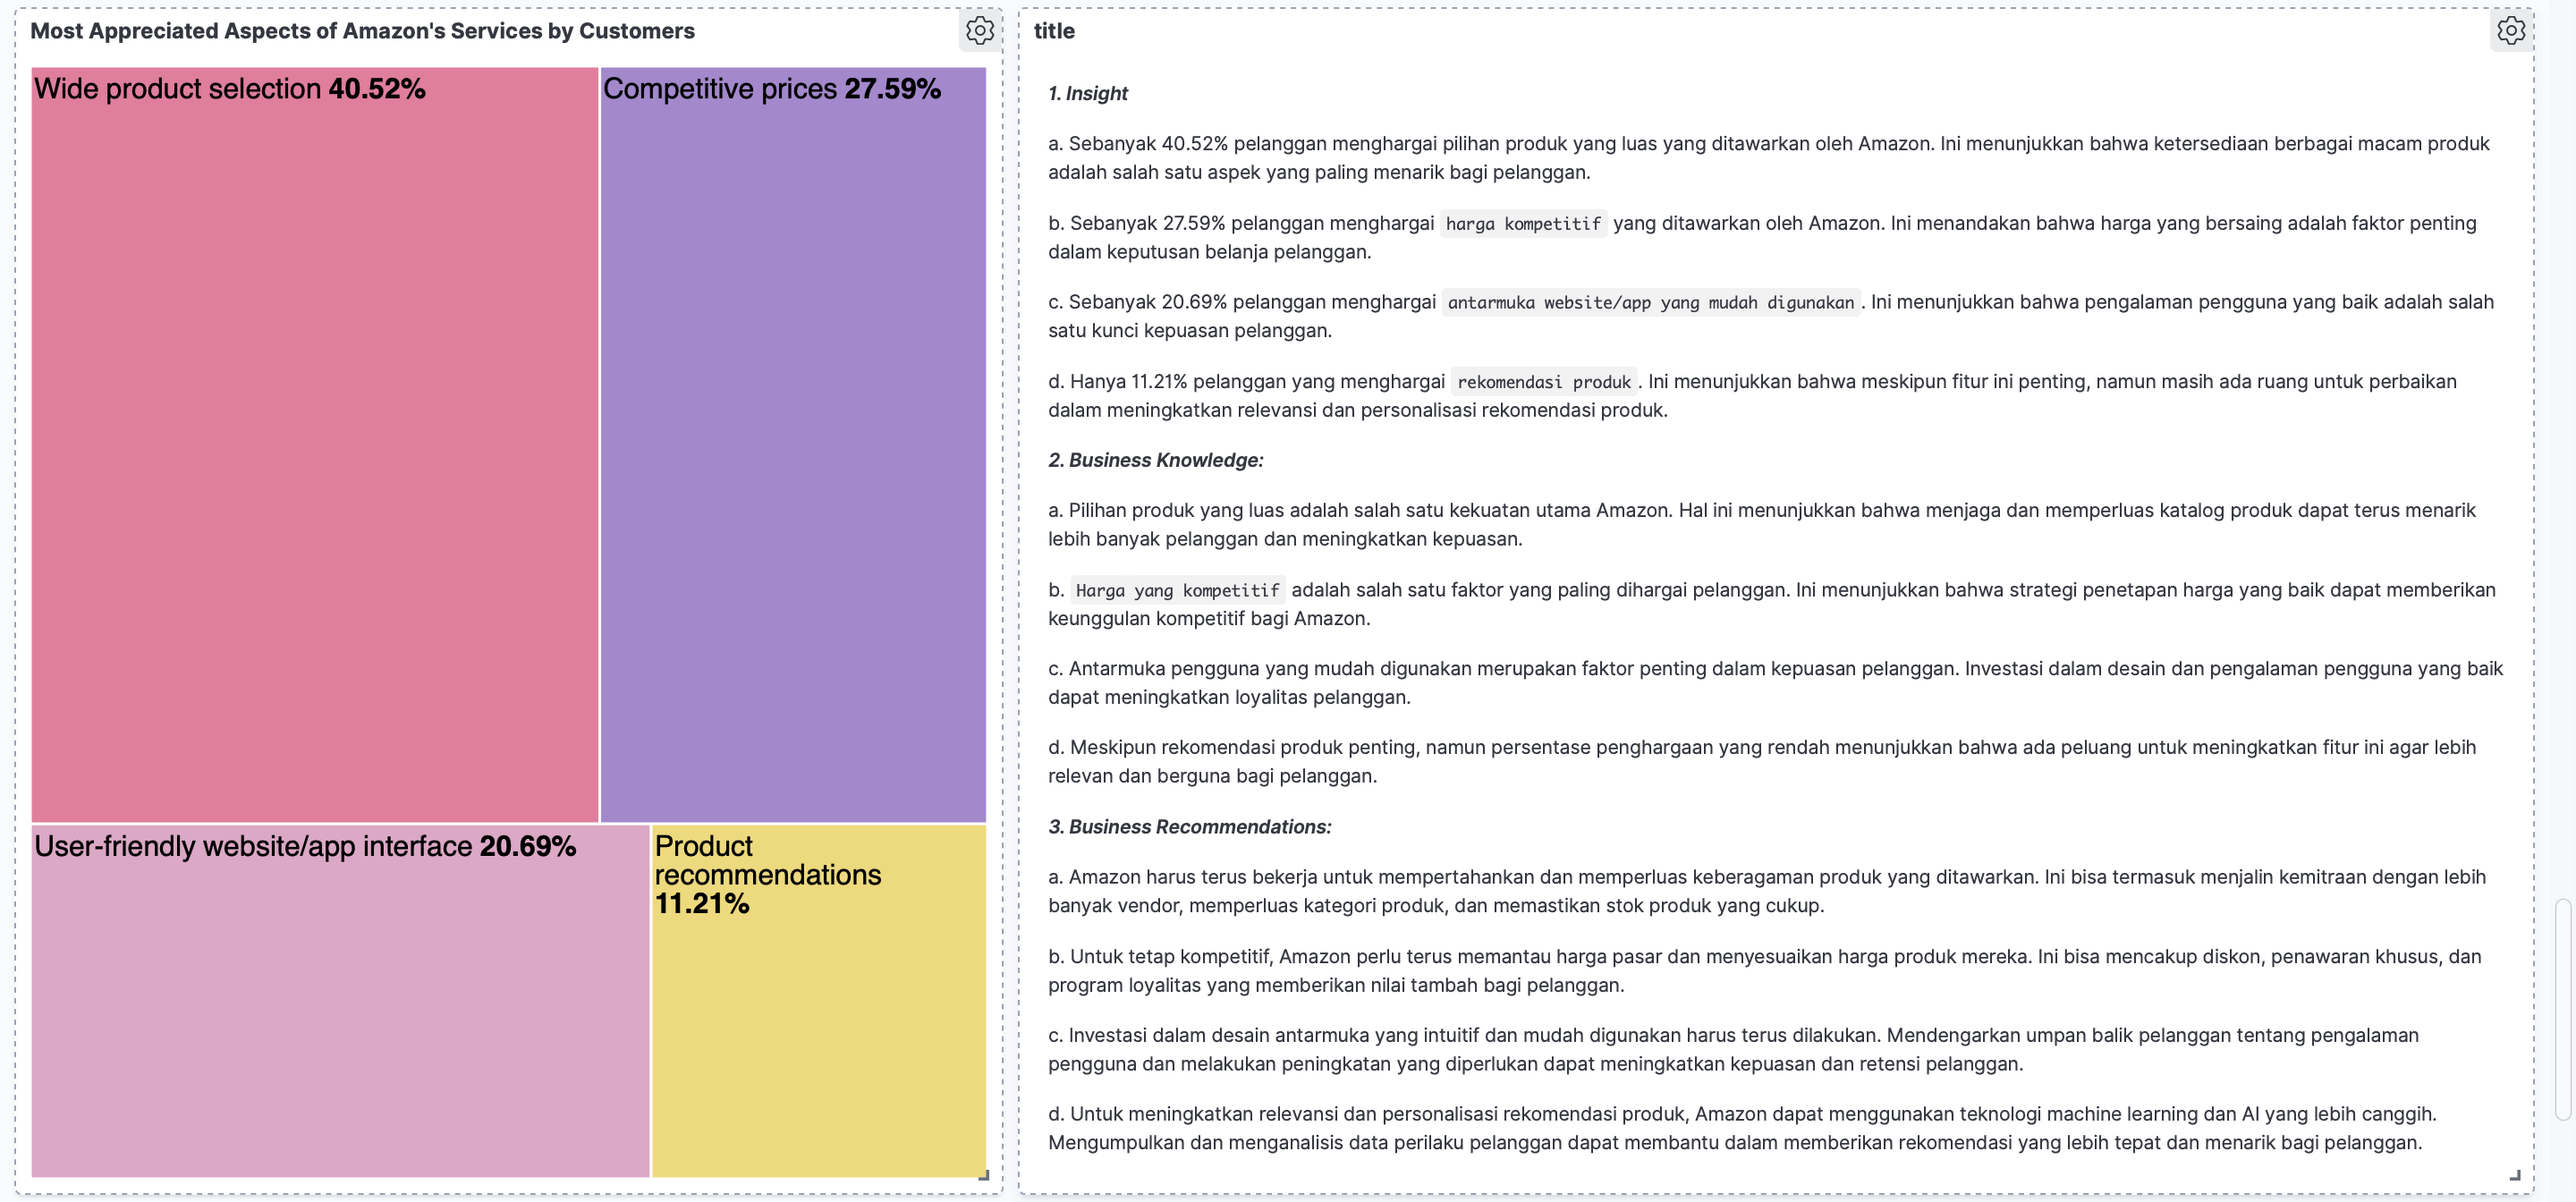 Most Appreciated Aspects of Amazon's Services by Customers
Wide product selection 40.52%
Competitive prices 27.59%
User-friendly website/app interface 20.69%
Product
recommendations
11.21%
title
1. Insight
a. Sebanyak 40.52% pelanggan menghargai pilihan produk yang luas yang ditawarkan oleh Amazon. Ini menunjukkan bahwa ketersediaan berbagai macam produk
adalah salah satu aspek yang paling menarik bagi pelanggan.
b. Sebanyak 27.59% pelanggan menghargai harga kompetitif yang ditawarkan oleh Amazon. Ini menandakan bahwa harga yang bersaing adalah faktor penting
dalam keputusan belanja pelanggan.
c. Sebanyak 20.69% pelanggan menghargai antarmuka website/app yang mudah digunakan. Ini menunjukkan bahwa pengalaman pengguna yang baik adalah salah
satu kunci kepuasan pelanggan.
d. Hanya 11.21% pelanggan yang menghargai rekomendasi produk. Ini menunjukkan bahwa meskipun fitur ini penting, namun masih ada ruang untuk perbaikan
dalam meningkatkan relevansi dan personalisasi rekomendasi produk.
2. Business Knowledge:
a. Pilihan produk yang luas adalah salah satu kekuatan utama Amazon. Hal ini menunjukkan bahwa menjaga dan memperluas katalog produk dapat terus menarik
lebih banyak pelanggan dan meningkatkan kepuasan.
b. Harga yang kompetitif adalah salah satu faktor yang paling dihargai pelanggan. Ini menunjukkan bahwa strategi penetapan harga yang baik dapat memberikan
keunggulan kompetitif bagi Amazon.
c. Antarmuka pengguna yang mudah digunakan merupakan faktor penting dalam kepuasan pelanggan. Investasi dalam desain dan pengalaman pengguna yang baik
dapat meningkatkan loyalitas pelanggan.
d. Meskipun rekomendasi produk penting, namun persentase penghargaan yang rendah menunjukkan bahwa ada peluang untuk meningkatkan fitur ini agar lebih
relevan dan berguna bagi pelanggan.
3. Business Recommendations:
a. Amazon harus terus bekerja untuk mempertahankan dan memperluas keberagaman produk yang ditawarkan. Ini bisa termasuk menjalin kemitraan dengan lebih
banyak vendor, memperluas kategori produk, dan memastikan stok produk yang cukup.
b. Untuk tetap kompetitif, Amazon perlu terus memantau harga pasar dan menyesuaikan harga produk mereka. Ini bisa mencakup diskon, penawaran khusus, dan
program loyalitas yang memberikan nilai tambah bagi pelanggan.
c. Investasi dalam desain antarmuka yang intuitif dan mudah digunakan harus terus dilakukan. Mendengarkan umpan balik pelanggan tentang pengalaman
pengguna dan melakukan peningkatan yang diperlukan dapat meningkatkan kepuasan dan retensi pelanggan.
d. Untuk meningkatkan relevansi dan personalisasi rekomendasi produk, Amazon dapat menggunakan teknologi machine learning dan AI yang lebih canggih.
Mengumpulkan dan menganalisis data perilaku pelanggan dapat membantu dalam memberikan rekomendasi yang lebih tepat dan menarik bagi pelanggan.